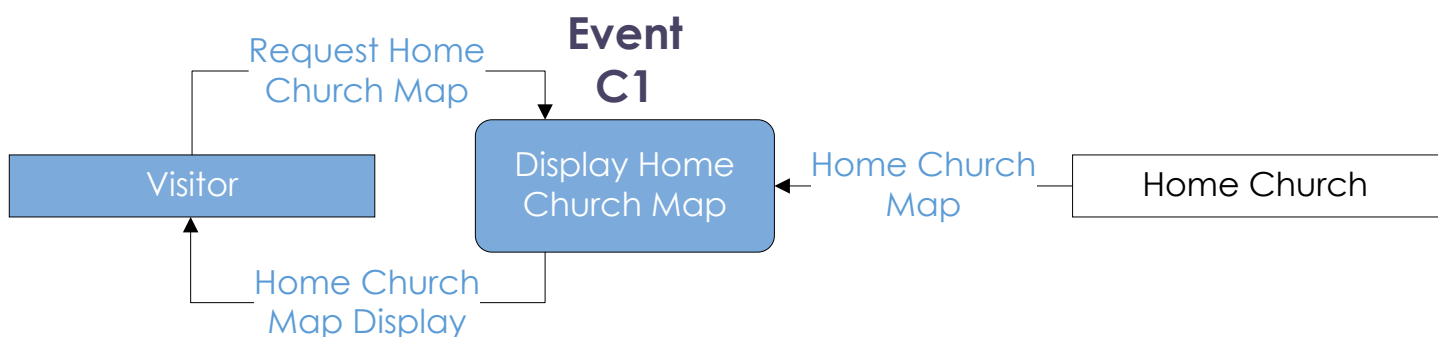 Event
C1
Request Home
Church Map
Visitor
Display Home
Church Map
Home Church
Map
Home Church
Home Church
Map Display